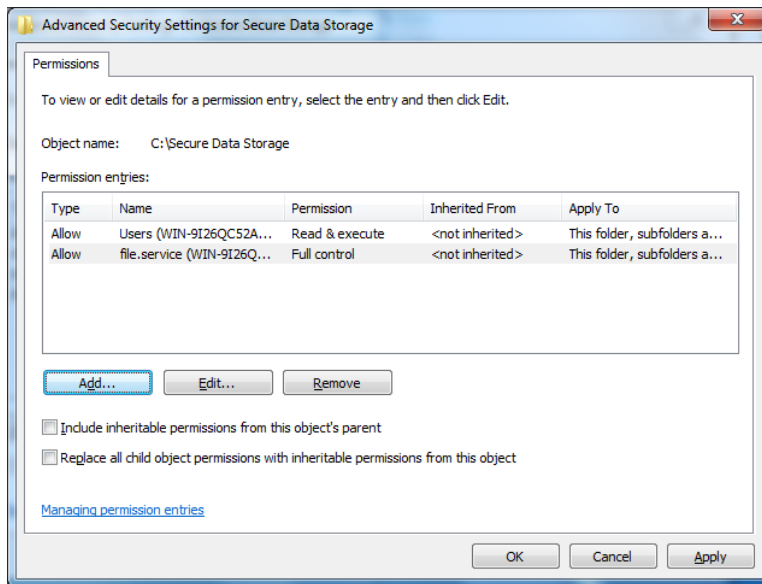 Advanced Security Settings for Secure Data Storage
Permissions
To view or edit details for a permission entry, select the entry and then click Edit.
Object name: C:\Secure Data Storage
Permission entries:
Type Name Permission Inherited From Apply To
Allow Users (WIN-9I26QC52A... Read & execute <not inherited> This folder, subfolders a...
Allow file.service (WIN-9I26Q... Full control <not inherited> This folder, subfolders a...
Add... Edit... Remove
Include inheritable permissions from this object's parent
Replace all child object permissions with inheritable permissions from this object
Managing permission entries
OK Cancel Apply